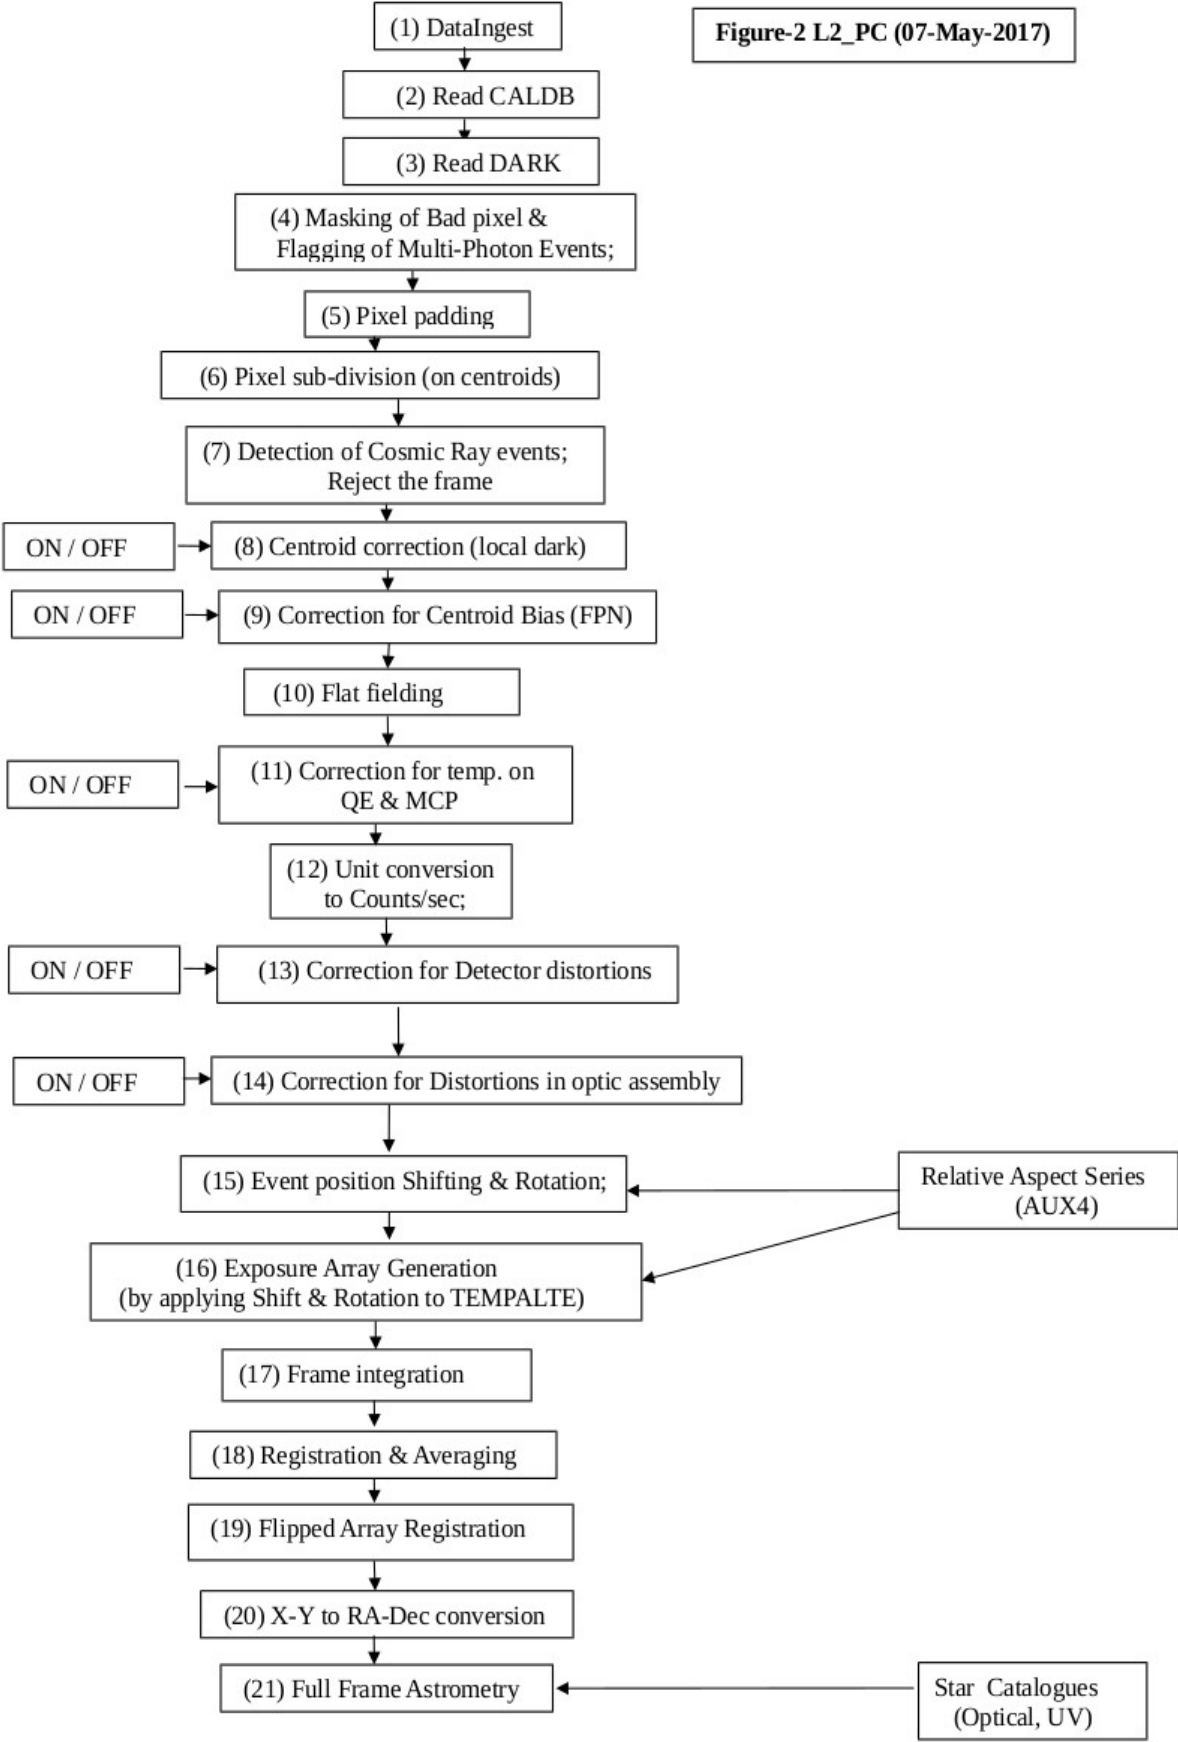 (1) DataIngest
Figure-2 L2_PC (07-May-2017)
(2) Read CALDB
(3) Read DARK
(4) Masking of Bad pixel &
Flagging of Multi-Photon Events;
(5) Pixel padding
(6) Pixel sub-division (on centroids)
(7) Detection of Cosmic Ray events;
Reject the frame
ON / OFF
(8) Centroid correction (local dark)
ON / OFF
(9) Correction for Centroid Bias (FPN)
(10) Flat fielding
ON / OFF
(11) Correction for temp. on
QE & MCP
(12) Unit conversion
to Counts/sec;
ON / OFF
(13) Correction for Detector distortions
ON / OFF
(14) Correction for Distortions in optic assembly
(15) Event position Shifting & Rotation;
Relative Aspect Series
(AUX4)
(16) Exposure Array Generation
(by applying Shift & Rotation to TEMPALTE)
(17) Frame integration
(18) Registration & Averaging
(19) Flipped Array Registration
(20) X-Y to RA-Dec conversion
(21) Full Frame Astrometry
Star Catalogues
(Optical, UV)